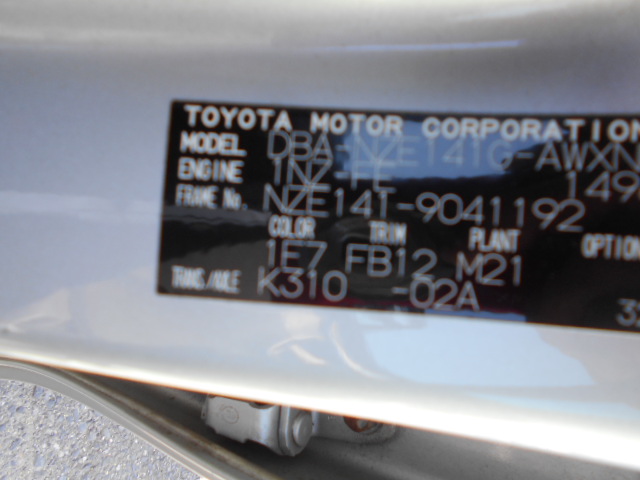 TOYOTA MOTOR CORPORATION
MODEL DBA-NZE141G-AWXN
ENGINE 1NZ-FE 149
FRAME No. NZE141-9041192
COLOR TRIM PLANT OPTION
1E7 FB12 M21
TRANS/AXLE K310 -02A 32